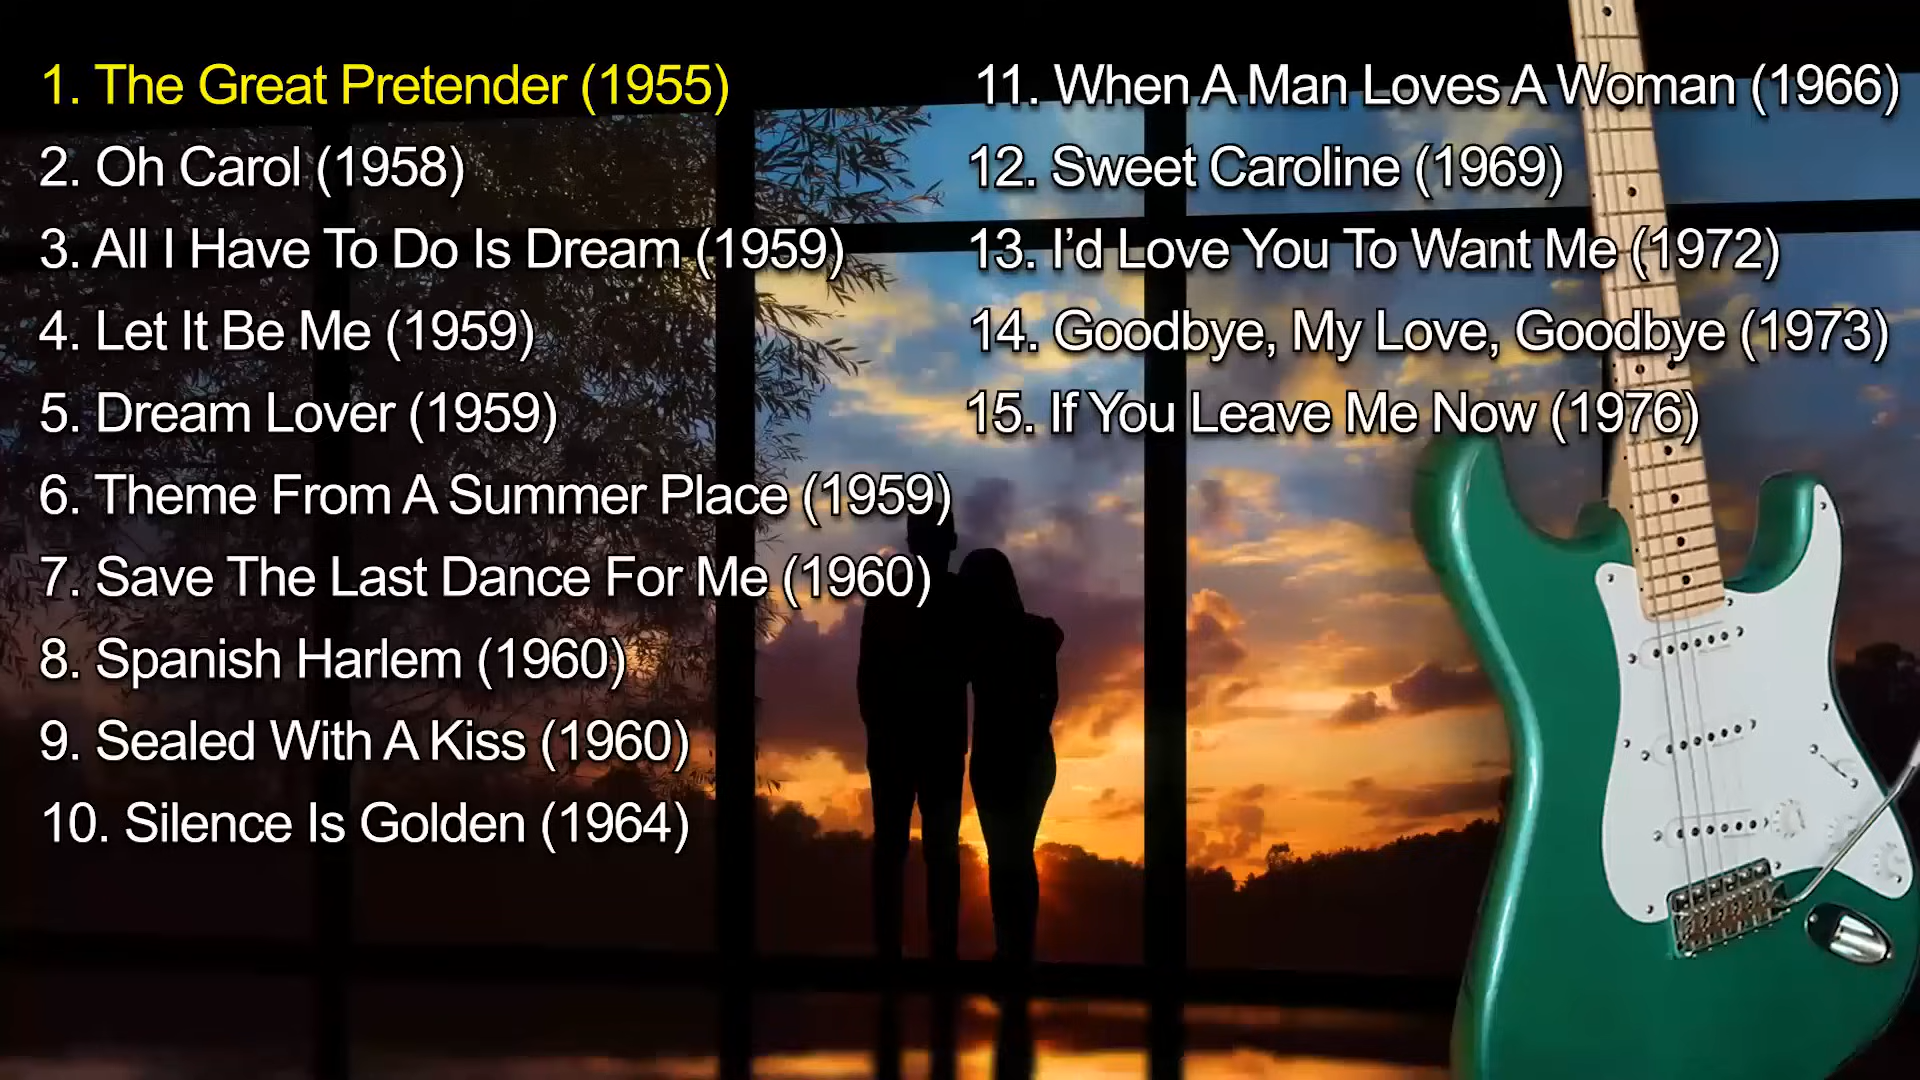 1. The Great Pretender (1955)
2. Oh Carol (1958)
3. All I Have To Do Is Dream (1959)
4. Let It Be Me (1959)
5. Dream Lover (1959)
6. Theme From A Summer Place (1959)
7. Save The Last Dance For Me (1960)
8. Spanish Harlem (1960)
9. Sealed With A Kiss (1960)
10. Silence Is Golden (1964)
11. When A Man Loves A Woman (1966)
12. Sweet Caroline (1969)
13. I’d Love You To Want Me (1972)
14. Goodbye, My Love, Goodbye (1973)
15. If You Leave Me Now (1976)